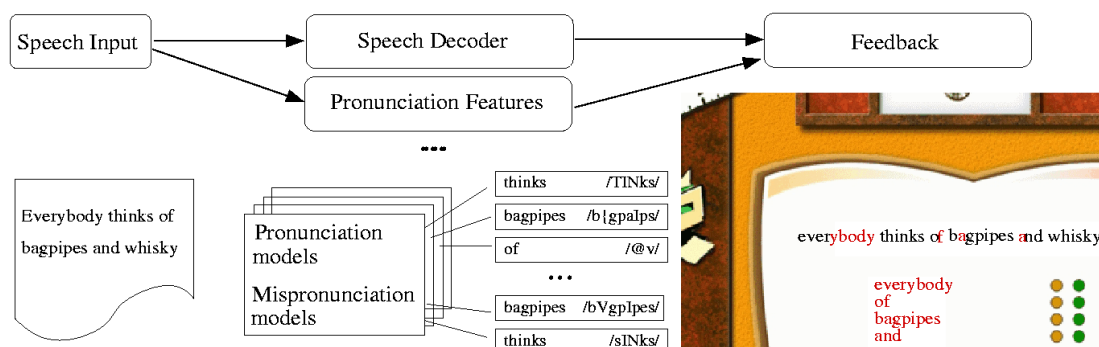 Speech Input
Speech Decoder
Feedback
Pronunciation Features
...
Everybody thinks of
bagpipes and whisky
Pronunciation
models
Mispronunciation
models
thinks /TINks/
bagpipes /b{gpaIps/
of /@v/
...
bagpipes /bVgpIpes/
thinks /sINks/
everybody thinks of bagpipes and whisky
everybody
of
bagpipes
and